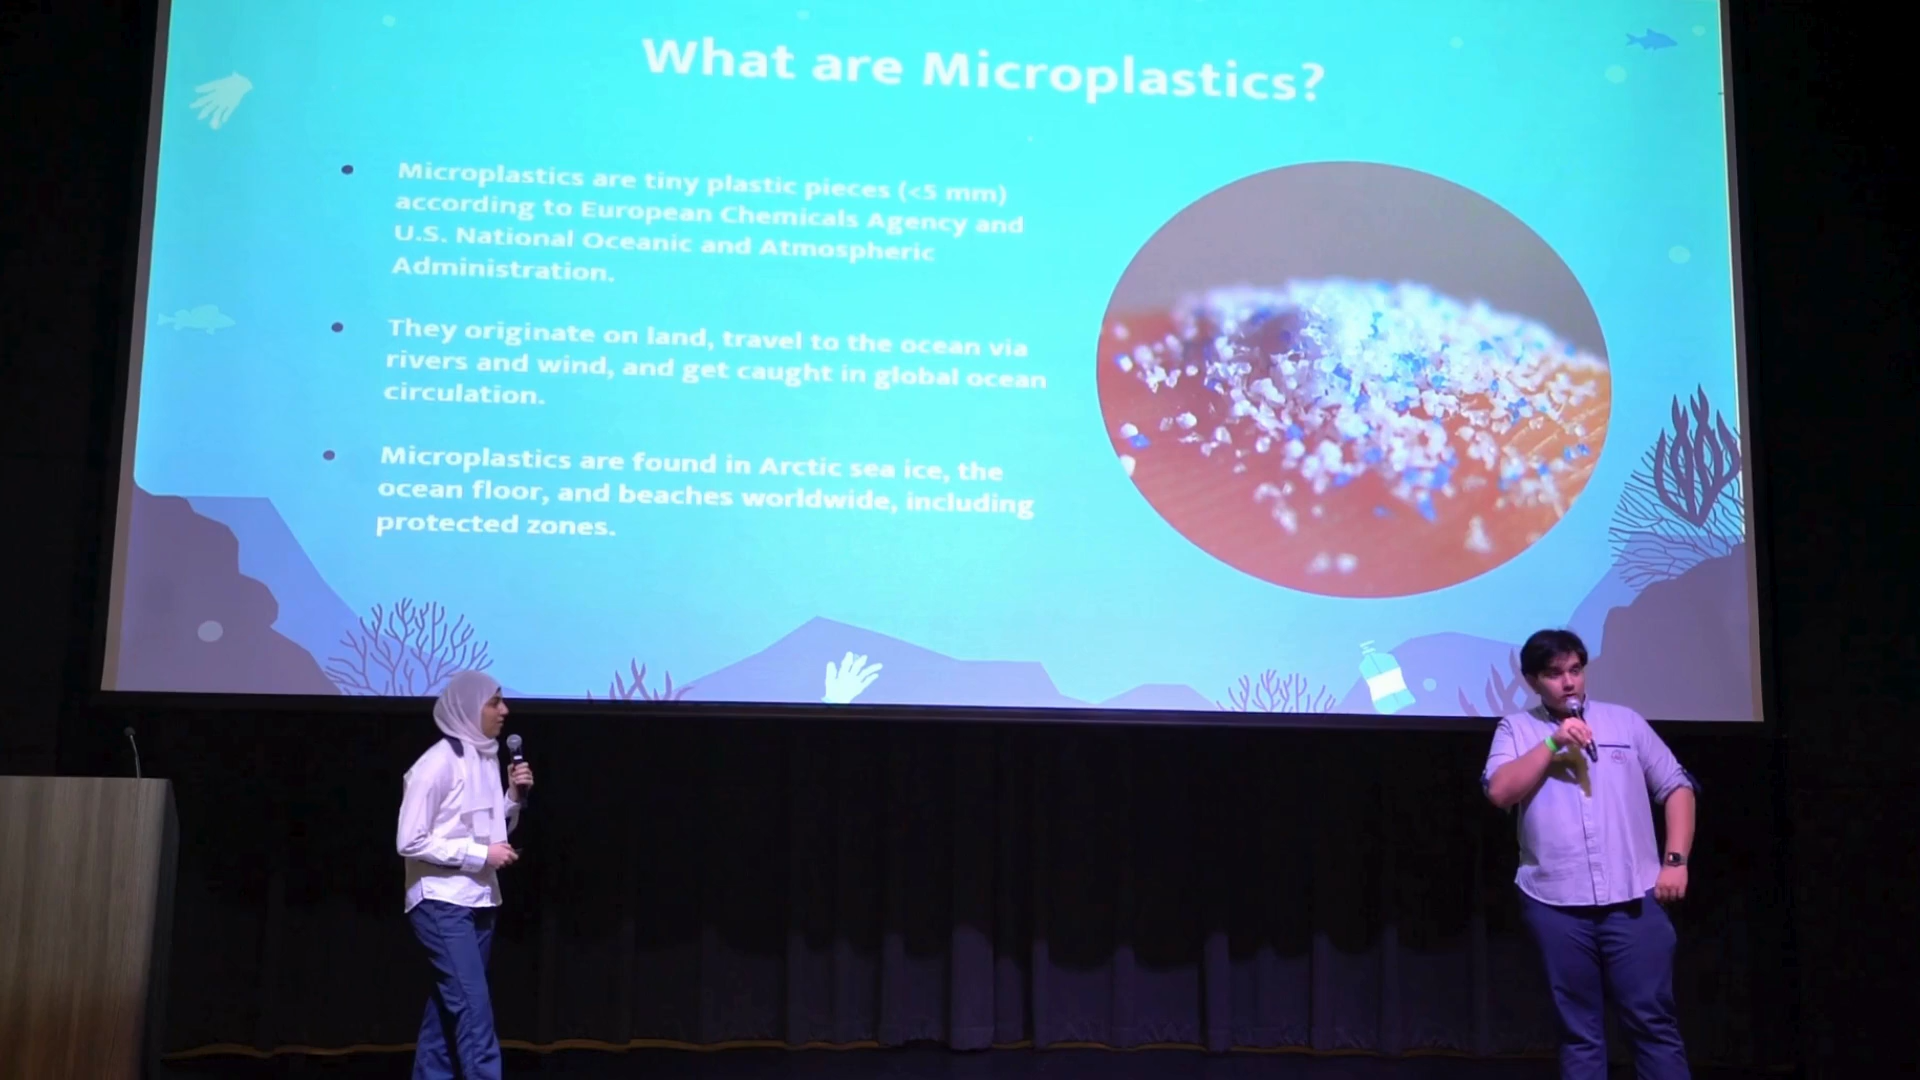 What are Microplastics?
• Microplastics are tiny plastic pieces (<5 mm)
according to European Chemicals Agency and
U.S. National Oceanic and Atmospheric
Administration.
• They originate on land, travel to the ocean via
rivers and wind, and get caught in global ocean
circulation.
• Microplastics are found in Arctic sea ice, the
ocean floor, and beaches worldwide, including
protected zones.